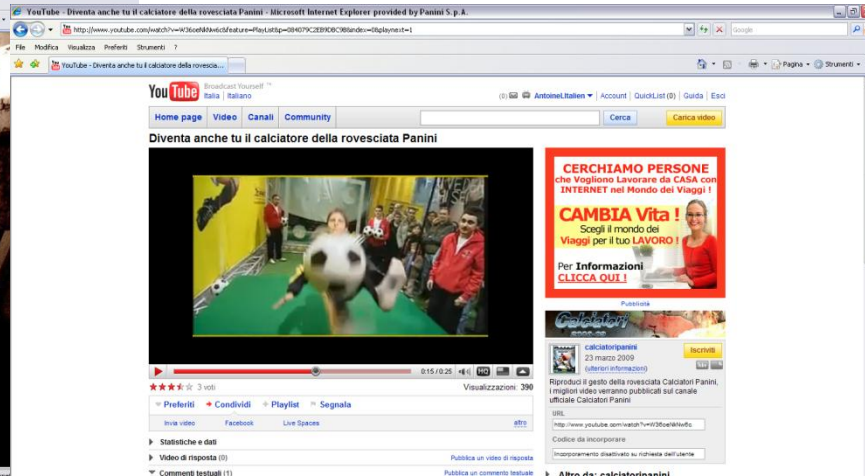 YouTube - Diventa anche tu il calciatore della rovesciata Panini - Microsoft Internet Explorer provided by Panini S.p.A.
Google
File Modifica Visualizza Preferiti Strumenti ?
YouTube - Diventa anche tu il calciatore della rovescia...
Pagina Strumenti
You Tube
Broadcast Yourself ™
Italia | Italiano
(0) AntoineLitalien | Account | QuickList (0) | Guida | Esci
Home page Video Canali Community
Cerca
Carica video
Diventa anche tu il calciatore della rovesciata Panini
CERCHIAMO PERSONE
che Vogliono Lavorare da CASA con
INTERNET nel Mondo dei Viaggi !
CAMBIA Vita !
Scegli il mondo dei
Viaggi per il tuo LAVORO !
Per Informazioni
CLICCA QUI !
Pubblicità
Calciatori
2008-09
calciatoripanini
23 marzo 2009
(ulteriori informazioni)
Iscriviti
Riproduci il gesto della rovesciata Calciatori Panini,
i migliori video verranno pubblicati sul canale
ufficiale Calciatori Panini
URL
Codice da incorporare
Incorporamento disattivato su richiesta dell'utente
Altro da: calciatoripanini
0:15 / 0:25
HQ
3 voti
Visualizzazioni: 390
Preferiti Condividi Playlist Segnala
Invia video Facebook Live Spaces altro
Statistiche e dati
Video di risposta (0) Pubblica un video di risposta
Commenti testuali (1) Pubblica un commento testuale